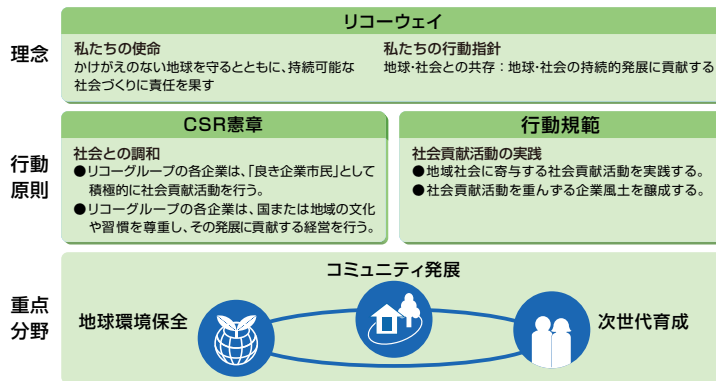 リコーウェイ
理念
私たちの使命
かけがえのない地球を守るとともに、持続可能な
社会づくりに責任を果す
私たちの行動指針
地球・社会との共存：地球・社会の持続的発展に貢献する
行動
原則
CSR憲章
社会との調和
●リコーグループの各企業は、「良き企業市民」として
積極的に社会貢献活動を行う。
●リコーグループの各企業は、国または地域の文化
や習慣を尊重し、その発展に貢献する経営を行う。
行動規範
社会貢献活動の実践
●地域社会に寄与する社会貢献活動を実践する。
●社会貢献活動を重んずる企業風土を醸成する。
重点
分野
コミュニティ発展
地球環境保全
次世代育成